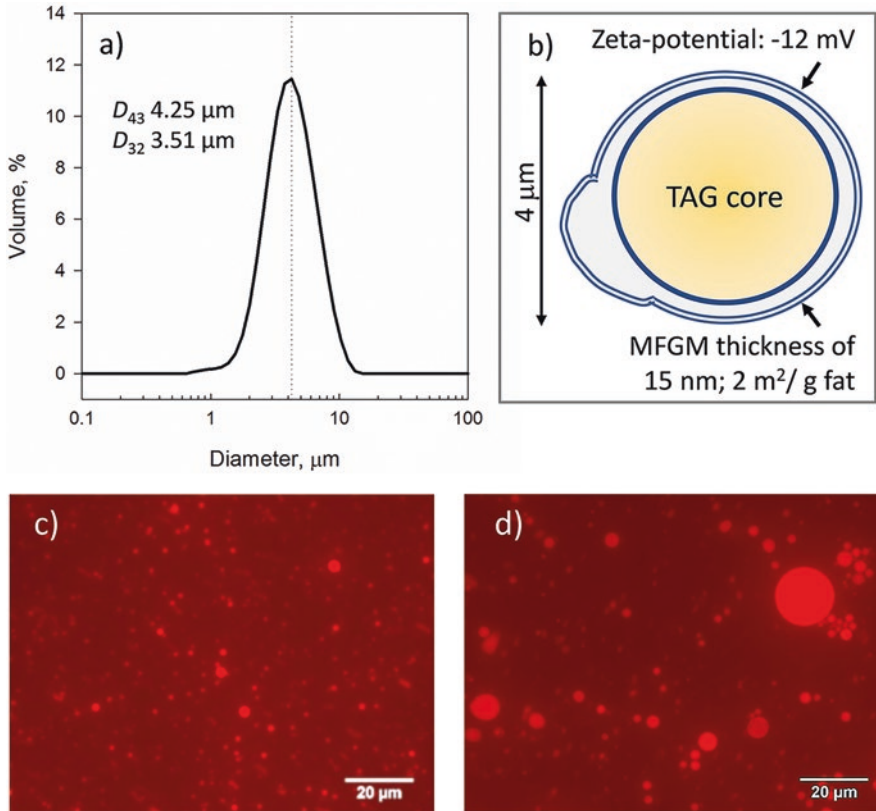 a)
D43 4.25 μm
D32 3.51 μm
Volume, %
14
12
10
8
6
4
2
0
0.1
1
10
100
Diameter, μm
b)
Zeta-potential: -12 mV
4 μm
TAG core
MFGM thickness of
15 nm; 2 m²/ g fat
c)
20 μm
d)
20 μm